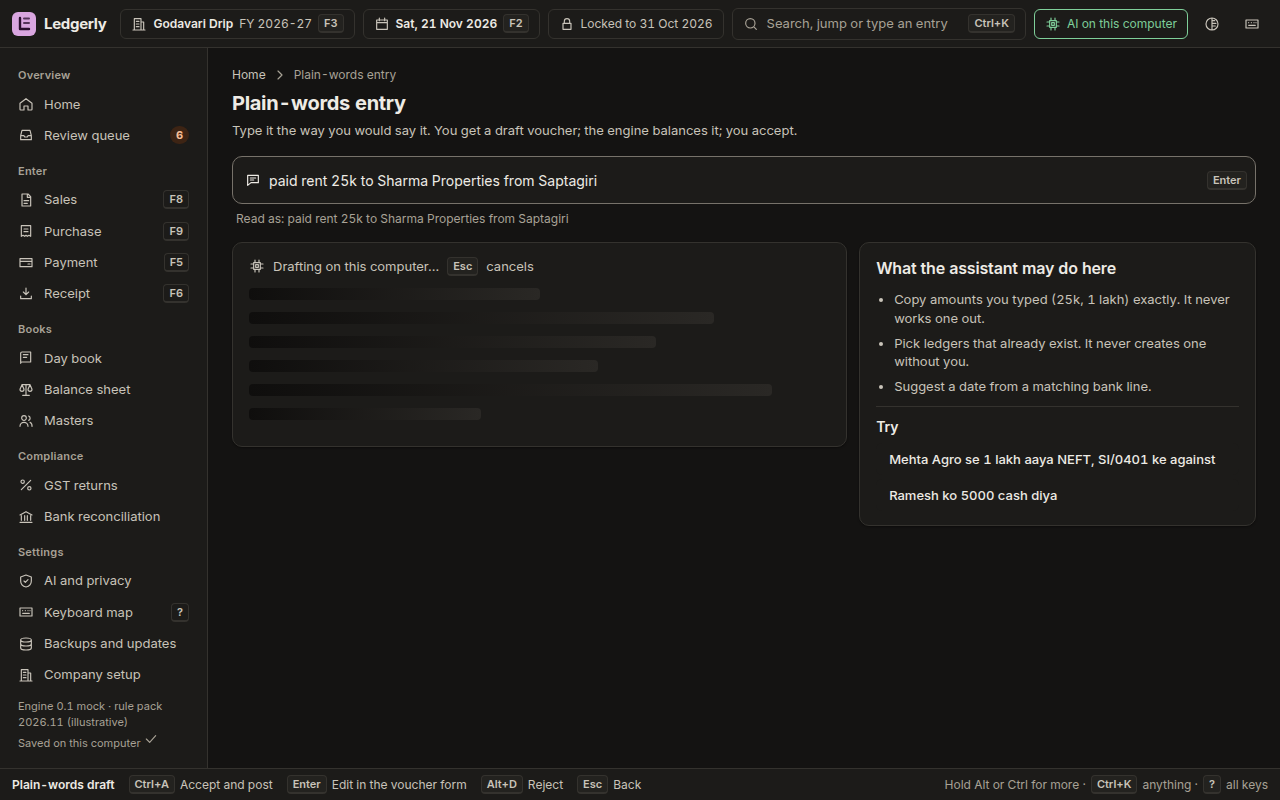 Ledgerly
Godavari Drip FY 2026-27 F3
Sat, 21 Nov 2026 F2
Locked to 31 Oct 2026
Search, jump or type an entry Ctrl+K
AI on this computer
Overview
Home
Review queue 6
Enter
Sales F8
Purchase F9
Payment F5
Receipt F6
Books
Day book
Balance sheet
Masters
Compliance
GST returns
Bank reconciliation
Settings
AI and privacy
Keyboard map ?
Backups and updates
Company setup
Engine 0.1 mock · rule pack
2026.11 (illustrative)
Saved on this computer
Home > Plain-words entry
Plain-words entry
Type it the way you would say it. You get a draft voucher; the engine balances it; you accept.
paid rent 25k to Sharma Properties from Saptagiri Enter
Read as: paid rent 25k to Sharma Properties from Saptagiri
Drafting on this computer... Esc cancels
What the assistant may do here
• Copy amounts you typed (25k, 1 lakh) exactly. It never
works one out.
• Pick ledgers that already exist. It never creates one
without you.
• Suggest a date from a matching bank line.
Try
Mehta Agro se 1 lakh aaya NEFT, SI/0401 ke against
Ramesh ko 5000 cash diya
Plain-words draft Ctrl+A Accept and post Enter Edit in the voucher form Alt+D Reject Esc Back
Hold Alt or Ctrl for more · Ctrl+K anything · ? all keys